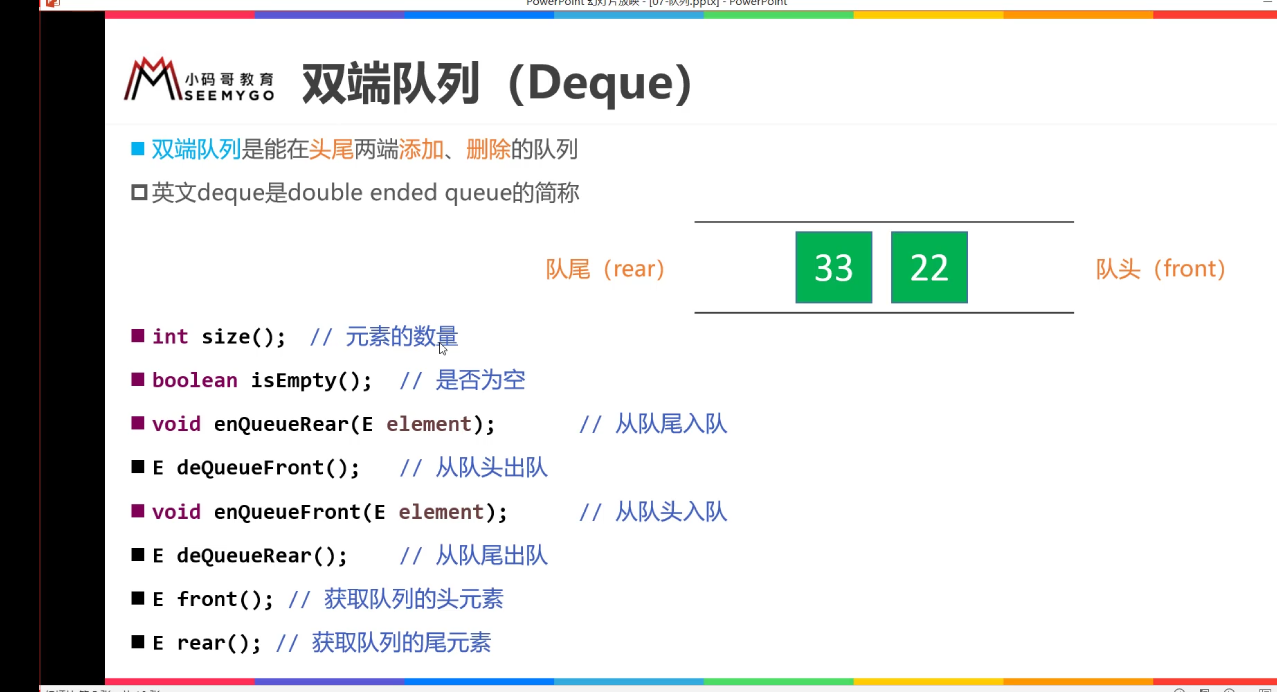 PowerPoint 幻灯片放映 - [07-队列.pptx] - PowerPoint
小码哥教育
SEEMYGO
双端队列（Deque）
双端队列是能在头尾两端添加、删除的队列
英文deque是double ended queue的简称
队尾（rear） 33 22 队头（front）
int size(); // 元素的数量
boolean isEmpty(); // 是否为空
void enQueueRear(E element); // 从队尾入队
E deQueueFront(); // 从队头出队
void enQueueFront(E element); // 从队头入队
E deQueueRear(); // 从队尾出队
E front(); // 获取队列的头元素
E rear(); // 获取队列的尾元素